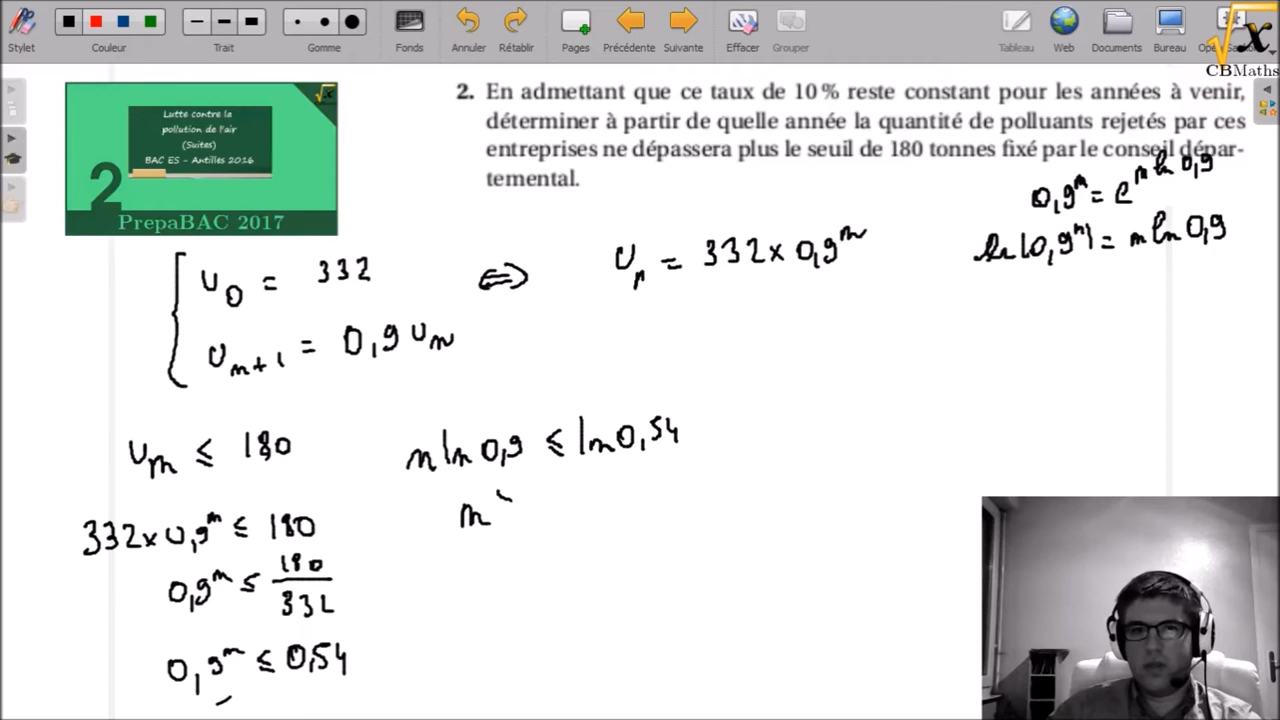 Stylet Couleur Trait Gomme Fonds Annuler Rétablir Pages Précédente Suivante Effacer Grouper Tableau Web Documents Bureau
CBMaths
Lutte contre la
pollution de l'air
(Suites)
BAC ES - Antilles 2016
2
PrepaBAC 2017
2. En admettant que ce taux de 10% reste constant pour les années à venir,
déterminer à partir de quelle année la quantité de polluants rejetés par ces
entreprises ne dépassera plus le seuil de 180 tonnes fixé par le conseil dépar-
temental.
0,9^n = e^{n ln 0,9}
ln(0,9^n) = n ln 0,9
U_0 = 332 ⇔ U_n = 332 × 0,9^n
U_{n+1} = 0,9 U_n
U_n ≤ 180
332 × 0,9^n ≤ 180
0,9^n ≤ 180/332
0,9^n ≤ 0,54
n ln 0,9 ≤ ln 0,54
n